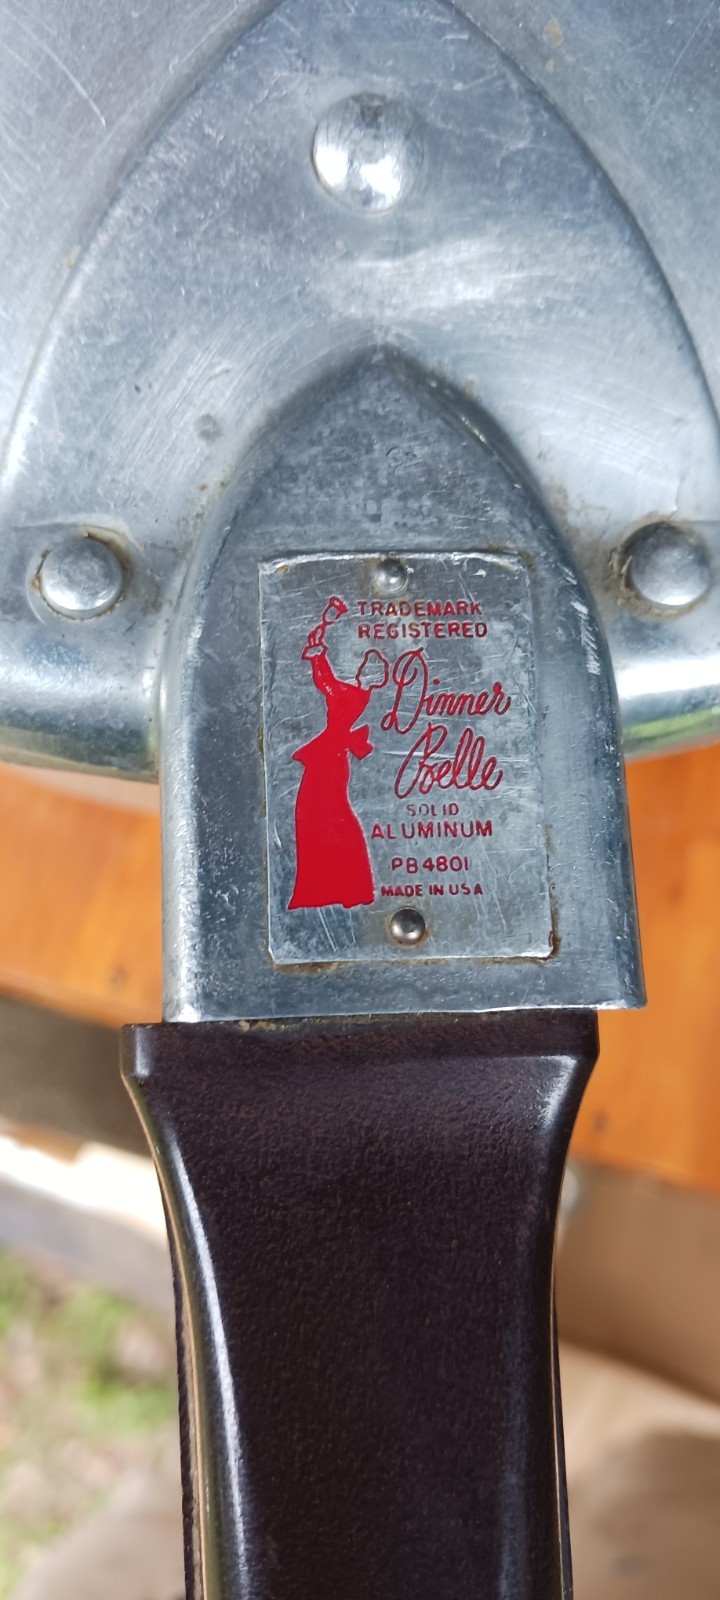 TRADEMARK
REGISTERED
Dinner
Belle
SOLID
ALUMINUM
PB4801
MADE IN USA